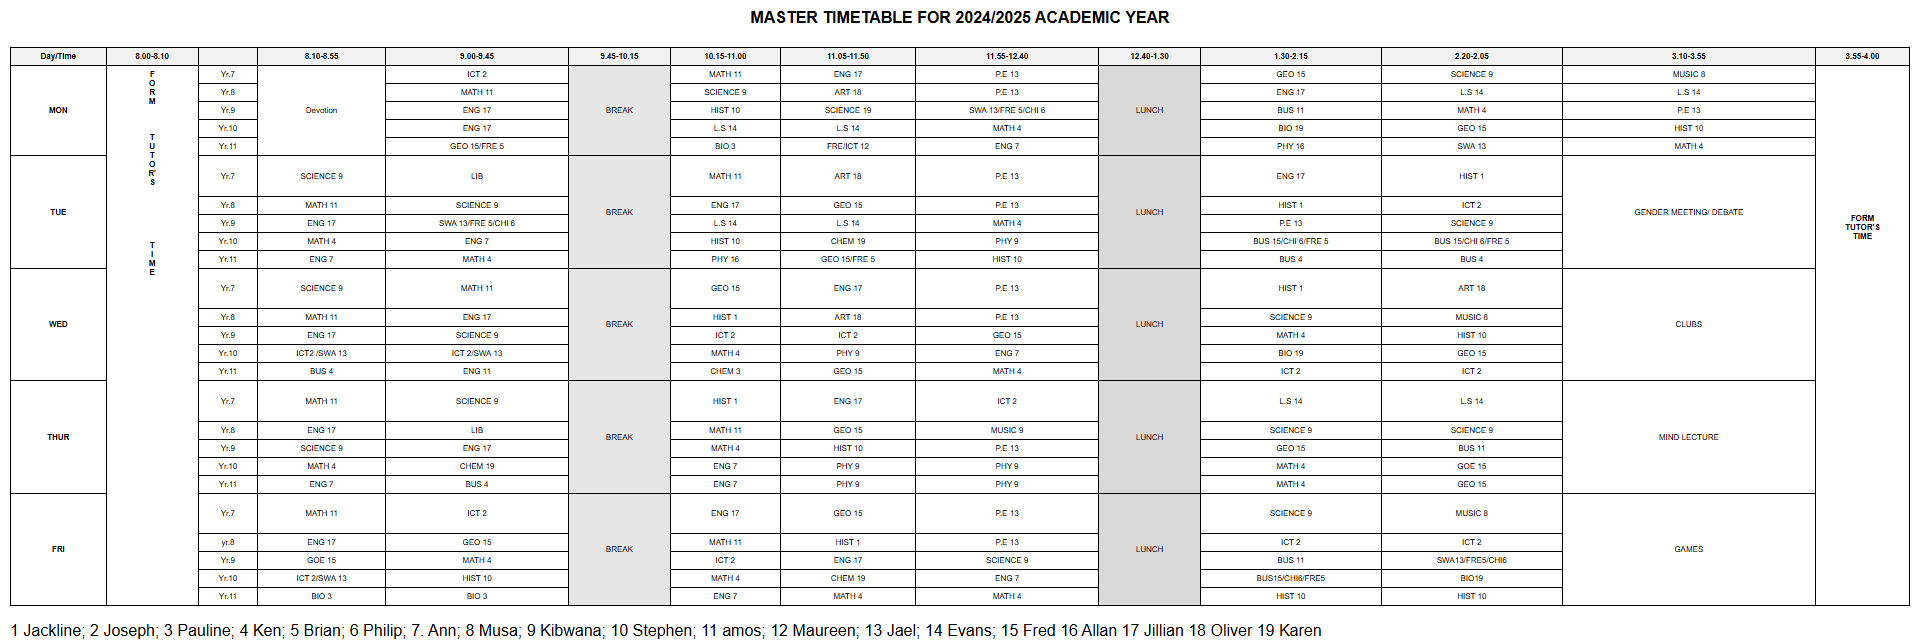 MASTER TIMETABLE FOR 2024/2025 ACADEMIC YEAR
Day/Time 8.00-8.10 8.10-8.55 9.00-9.45 9.45-10.15 10.15-11.00 11.05-11.50 11.55-12.40 12.40-1.30 1.30-2.15 2.20-2.05 3.10-3.55 3.55-4.00
MON FORM TUTOR'S TIME Yr.7 Devotion ICT 2 BREAK MATH 11 ENG 17 P.E 13 LUNCH GEO 15 SCIENCE 9 MUSIC 8 FORM TUTOR'S TIME
Yr.8 MATH 11 SCIENCE 9 ART 18 P.E 13 ENG 17 L.S 14 L.S 14
Yr.9 ENG 17 HIST 10 SCIENCE 19 SWA 13/FRE 5/CHI 6 BUS 11 MATH 4 P.E 13
Yr.10 ENG 17 L.S 14 L.S 14 MATH 4 BIO 19 GEO 15 HIST 10
Yr.11 GEO 15/FRE 5 BIO 3 FRE/ICT 12 ENG 7 PHY 16 SWA 13 MATH 4
TUE Yr.7 SCIENCE 9 LIB BREAK MATH 11 ART 18 P.E 13 LUNCH ENG 17 HIST 1 GENDER MEETING/ DEBATE
Yr.8 MATH 11 SCIENCE 9 ENG 17 GEO 15 P.E 13 HIST 1 ICT 2
Yr.9 ENG 17 SWA 13/FRE 5/CHI 6 L.S 14 L.S 14 MATH 4 P.E 13 SCIENCE 9
Yr.10 MATH 4 ENG 7 HIST 10 CHEM 19 PHY 9 BUS 15/CHI 6/FRE 5 BUS 15/CHI 6/FRE 5
Yr.11 ENG 7 MATH 4 PHY 16 GEO 15/FRE 5 HIST 10 BUS 4 BUS 4
WED Yr.7 SCIENCE 9 MATH 11 BREAK GEO 15 ENG 17 P.E 13 LUNCH HIST 1 ART 18 CLUBS
Yr.8 MATH 11 ENG 17 HIST 1 ART 18 P.E 13 SCIENCE 9 MUSIC 8
Yr.9 ENG 17 SCIENCE 9 ICT 2 ICT 2 GEO 15 MATH 4 HIST 10
Yr.10 ICT2 /SWA 13 ICT 2/SWA 13 MATH 4 PHY 9 ENG 7 BIO 19 GEO 15
Yr.11 BUS 4 ENG 11 CHEM 3 GEO 15 MATH 4 ICT 2 ICT 2
THUR Yr.7 MATH 11 SCIENCE 9 BREAK HIST 1 ENG 17 ICT 2 LUNCH L.S 14 L.S 14 MIND LECTURE
Yr.8 ENG 17 LIB MATH 11 GEO 15 MUSIC 9 SCIENCE 9 SCIENCE 9
Yr.9 SCIENCE 9 ENG 17 MATH 4 HIST 10 P.E 13 GEO 15 BUS 11
Yr.10 MATH 4 CHEM 19 ENG 7 PHY 9 PHY 9 MATH 4 GOE 15
Yr.11 ENG 7 BUS 4 ENG 7 PHY 9 PHY 9 MATH 4 GEO 15
FRI Yr.7 MATH 11 ICT 2 BREAK ENG 17 GEO 15 P.E 13 LUNCH SCIENCE 9 MUSIC 8 GAMES
yr.8 ENG 17 GEO 15 MATH 11 HIST 1 P.E 13 ICT 2 ICT 2
Yr.9 GOE 15 MATH 4 ICT 2 ENG 17 SCIENCE 9 BUS 11 SWA13/FRE5/CHI6
Yr.10 ICT 2/SWA 13 HIST 10 MATH 4 CHEM 19 ENG 7 BUS15/CHI6/FRE5 BIO19
Yr.11 BIO 3 BIO 3 ENG 7 MATH 4 MATH 4 HIST 10 HIST 10
1 Jackline; 2 Joseph; 3 Pauline; 4 Ken; 5 Brian; 6 Philip; 7. Ann; 8 Musa; 9 Kibwana; 10 Stephen; 11 amos; 12 Maureen; 13 Jael; 14 Evans; 15 Fred 16 Allan 17 Jillian 18 Oliver 19 Karen